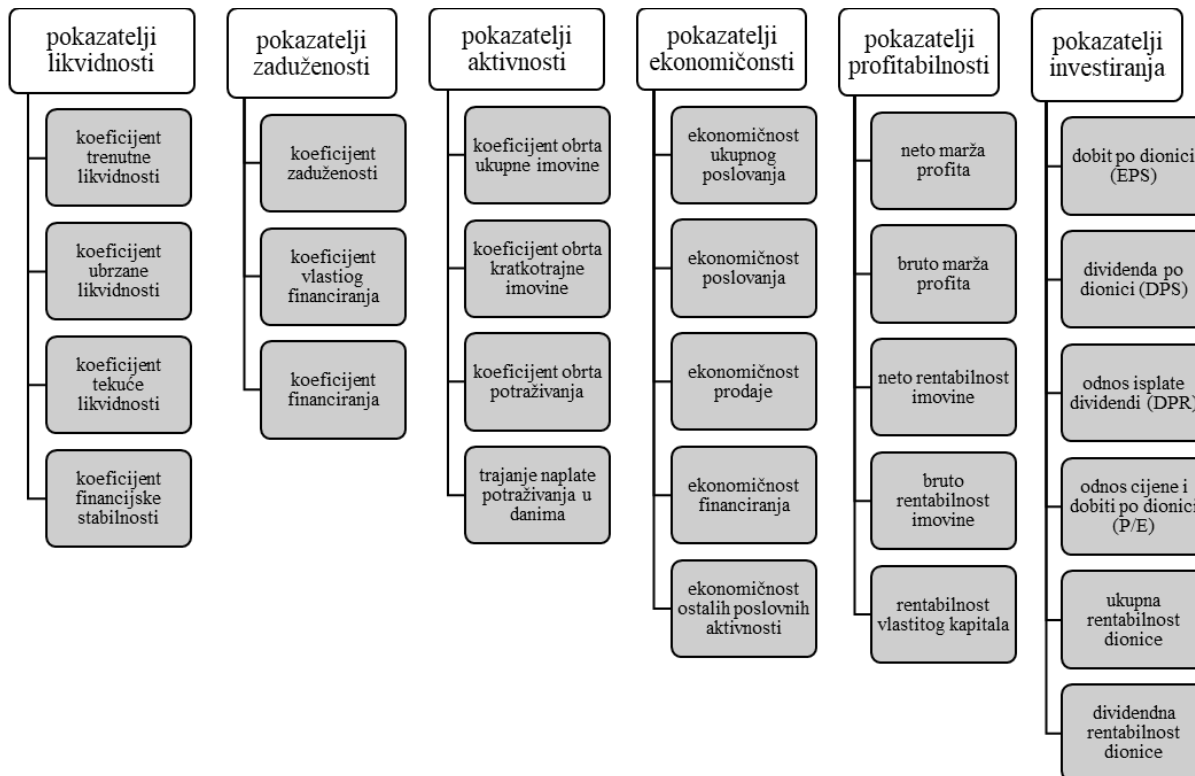 pokazatelji
likvidnosti
koeficijent
trenutne
likvidnosti
koeficijent
ubrzane
likvidnosti
koeficijent
tekuće
likvidnosti
koeficijent
financijske
stabilnosti
pokazatelji
zaduženosti
koeficijent
zaduženosti
koeficijent
vlastiog
financiranja
koeficijent
financiranja
pokazatelji
aktivnosti
koeficijent obrta
ukupne imovine
koeficijent obrta
kratkotrajne
imovine
koeficijent obrta
potraživanja
trajanje naplate
potraživanja u
danima
pokazatelji
ekonomičonsti
ekonomičnost
ukupnog
poslovanja
ekonomičnost
poslovanja
ekonomičnost
prodaje
ekonomičnost
financiranja
ekonomičnost
ostalih poslovnih
aktivnosti
pokazatelji
profitabilnosti
neto marža
profita
bruto marža
profita
neto rentabilnost
imovine
bruto
rentabilnost
imovine
rentabilnost
vlastitog kapitala
pokazatelji
investiranja
dobit po dionici
(EPS)
dividenda po
dionici (DPS)
odnos isplate
dividendi (DPR)
odnos cijene i
dobiti po dionici
(P/E)
ukupna
rentabilnost
dionice
dividendna
rentabilnost
dionice